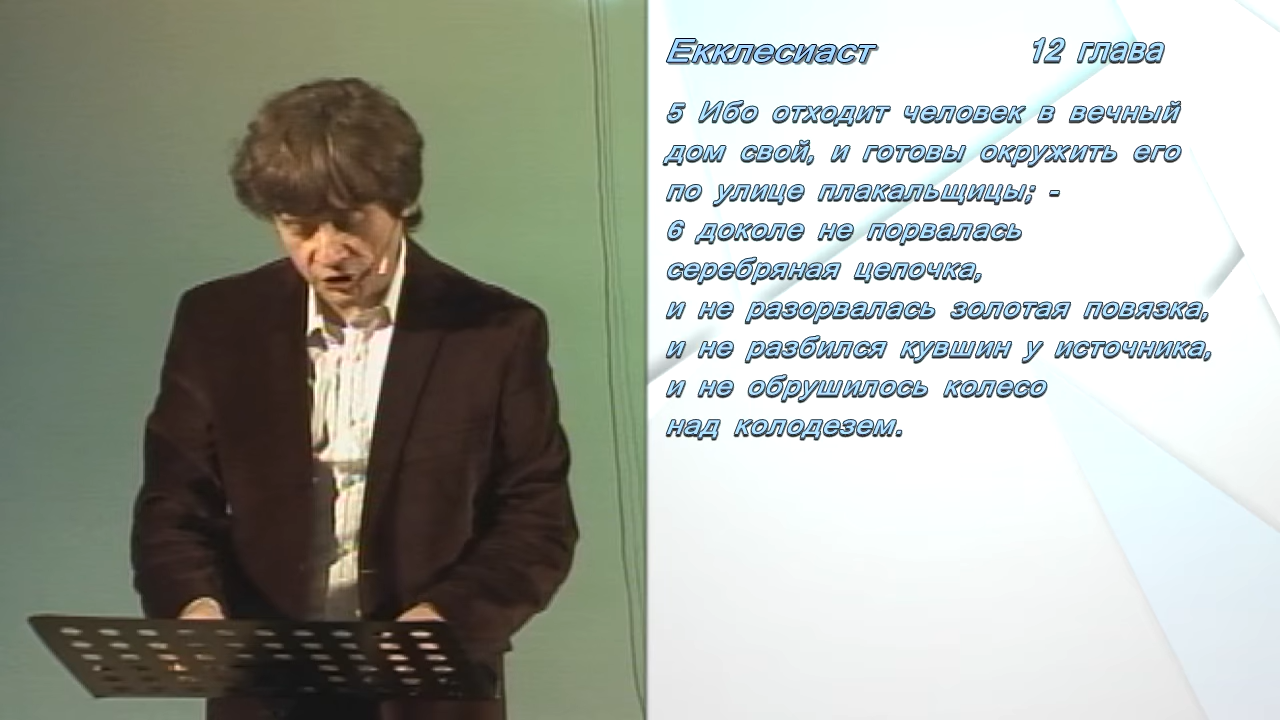 Екклесиаст 12 глава
5 Ибо отходит человек в вечный
дом свой, и готовы окружить его
по улице плакальщицы; -
6 доколе не порвалась
серебряная цепочка,
и не разорвалась золотая повязка,
и не разбился кувшин у источника,
и не обрушилось колесо
над колодезем.